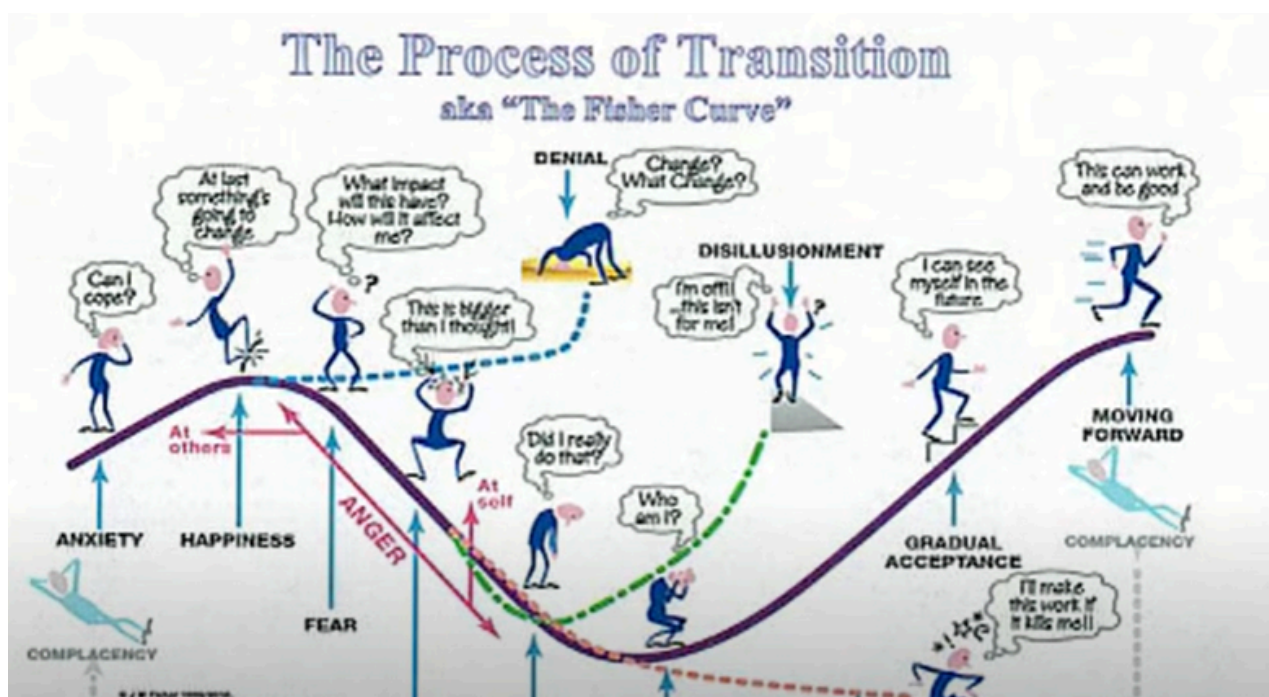 The Process of Transition
aka "The Fisher Curve"
DENIAL
Change?
What Change?
At last
something's
going to
change
What impact
will this have?
How will it affect
me?
?
This can work
and be good
DISILLUSIONMENT
Can I
cope?
I'm off!!
...this isn't
for me!
?
I can see
myself in the
future
This is bigger
than I thought!
At
others
MOVING
FORWARD
Did I really
do that?
At
self
Who
am I?
ANGER
ANXIETY
HAPPINESS
GRADUAL
ACCEPTANCE
COMPLACENCY
FEAR
I'll make
this work if
it kills me!!
COMPLACENCY